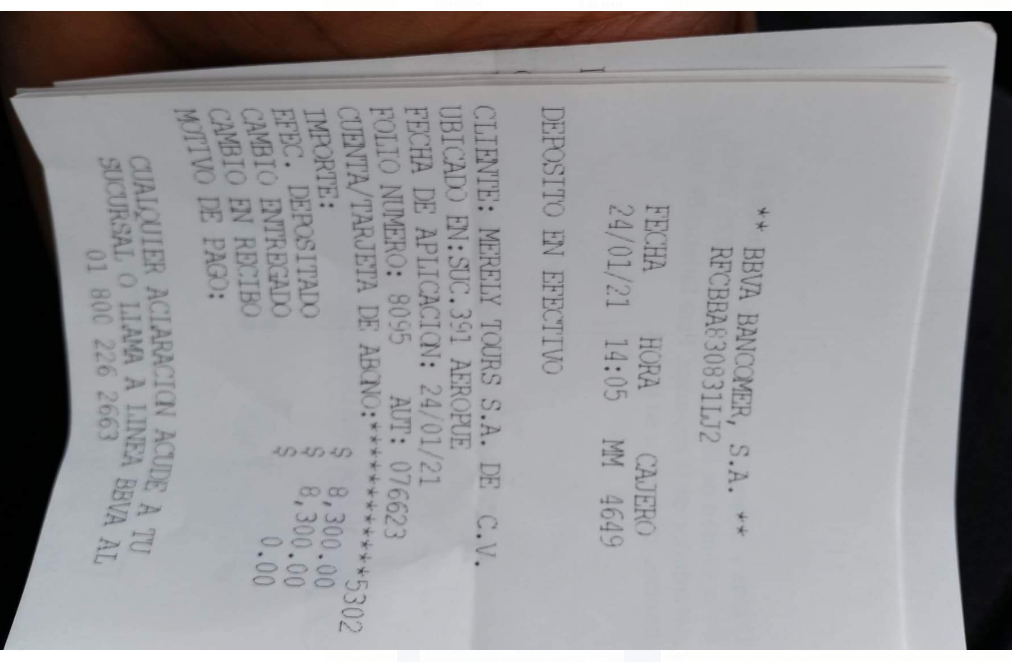 ** BBVA BANCOMER, S.A. **
RFCBBA830831LJ2
FECHA HORA CAJERO
24/01/21 14:05 MM 4649
DEPOSITO EN EFECTIVO
CLIENTE: MERELY TOURS S.A. DE C.V.
UBICADO EN:SUC.391 AEROPUE
FECHA DE APLICACION: 24/01/21
FOLIO NUMERO: 8095 AUT: 076623
CUENTA/TARJETA DE ABONO:************5302
IMPORTE: $ 8,300.00
EFEC. DEPOSITADO $ 8,300.00
CAMBIO ENTREGADO $ 0.00
CAMBIO EN RECIBO
MOTIVO DE PAGO:
CUALQUIER ACLARACION ACUDE A TU
SUCURSAL O LLAMA A LINEA BBVA AL
01 800 226 2663